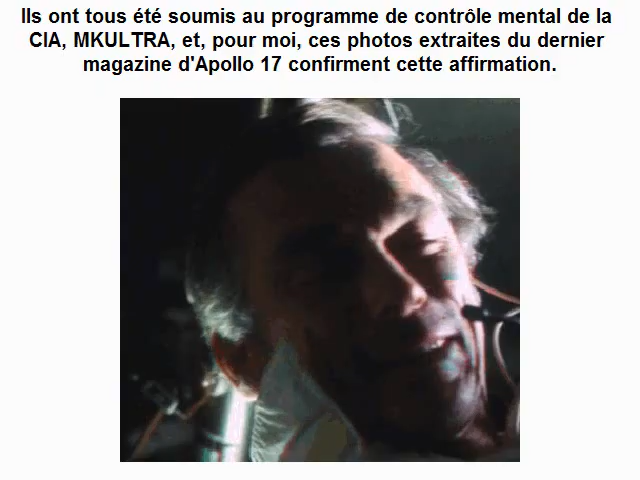 Ils ont tous été soumis au programme de contrôle mental de la
CIA, MKULTRA, et, pour moi, ces photos extraites du dernier
magazine d'Apollo 17 confirment cette affirmation.